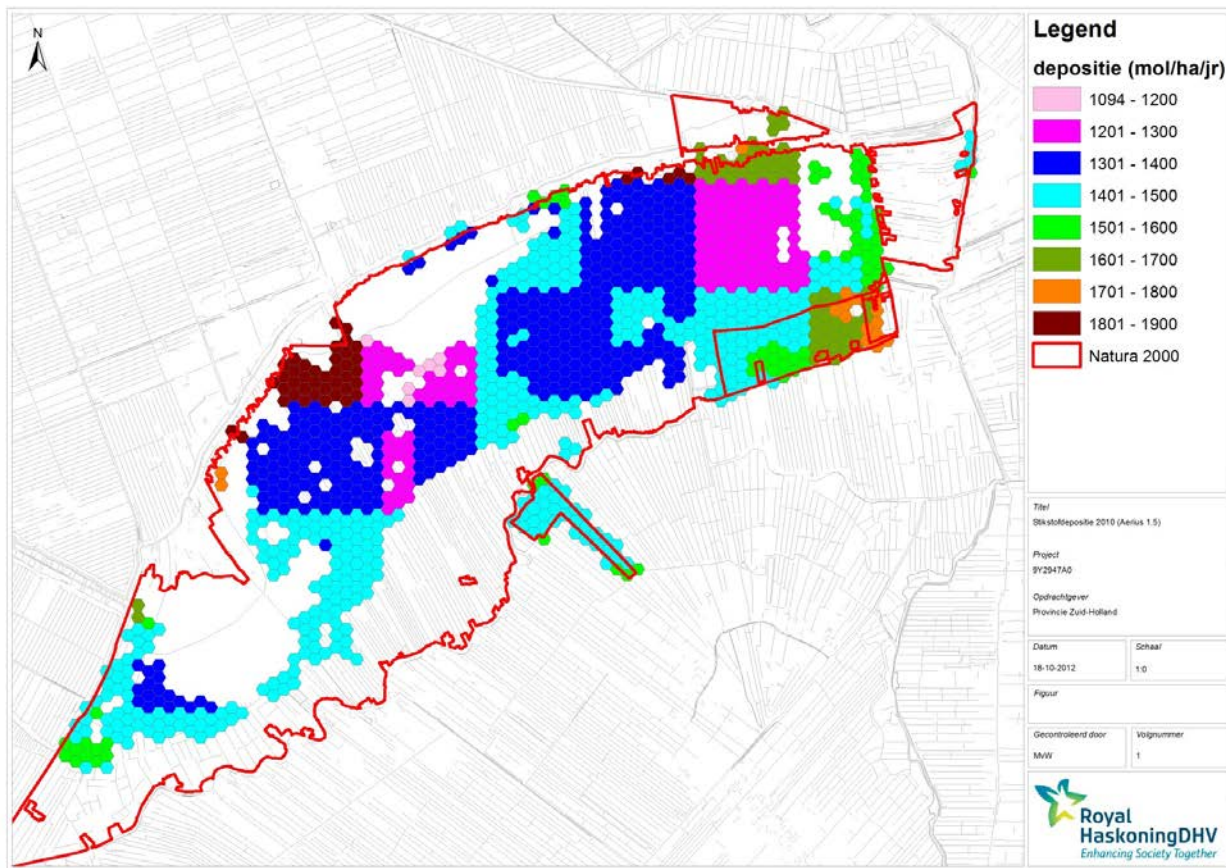 N
Legend
depositie (mol/ha/jr)
1094 - 1200
1201 - 1300
1301 - 1400
1401 - 1500
1501 - 1600
1601 - 1700
1701 - 1800
1801 - 1900
Natura 2000
Titel
Stikstofdepositie 2010 (Aerius 1.5)
Project
9Y2947A0
Opdrachtgever
Provincie Zuid-Holland
Datum
Schaal
18-10-2012
1:0
Figuur
Gecontroleerd door
Volgnummer
MvW
1
Royal
HaskoningDHV
Enhancing Society Together